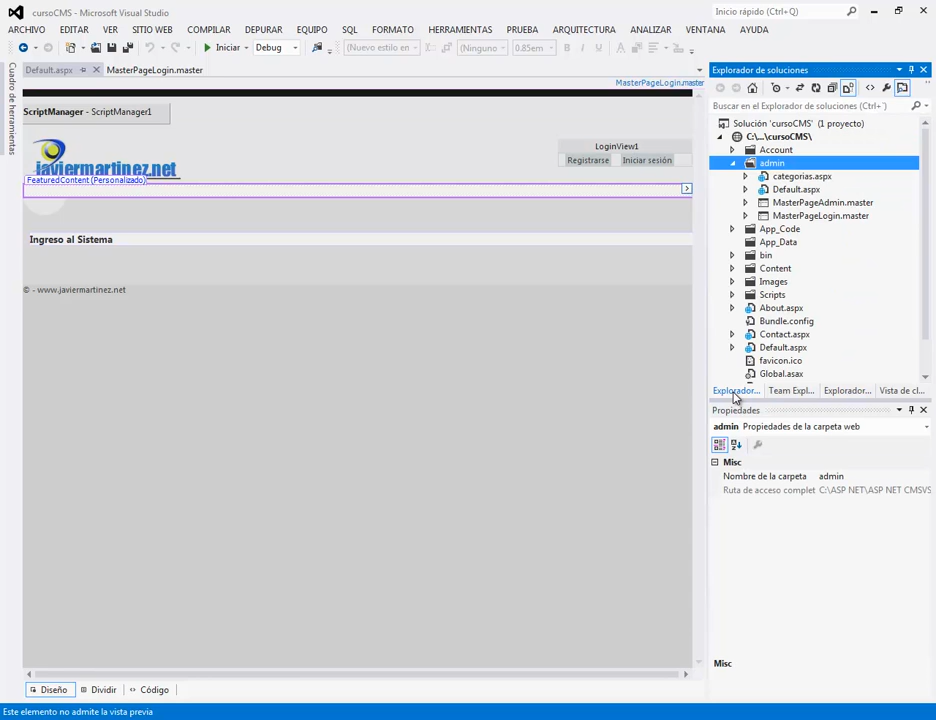 cursoCMS - Microsoft Visual Studio
Inicio rápido (Ctrl+Q)
ARCHIVO EDITAR VER SITIO WEB COMPILAR DEPURAR EQUIPO SQL FORMATO HERRAMIENTAS PRUEBA ARQUITECTURA ANALIZAR VENTANA AYUDA
Iniciar Debug (Nuevo estilo en (Ninguno 0.85em
Cuadro de herramientas
Default.aspx MasterPageLogin.master
MasterPageLogin.master
ScriptManager - ScriptManager1
LoginView1
Registrarse Iniciar sesión
javiermartinez.net
FeaturedContent (Personalizado)
Ingreso al Sistema
© - www.javiermartinez.net
Diseño Dividir Código
Este elemento no admite la vista previa
Explorador de soluciones
Buscar en el Explorador de soluciones (Ctrl+´)
Solución 'cursoCMS' (1 proyecto)
C:\...\cursoCMS\
Account
admin
categorias.aspx
Default.aspx
MasterPageAdmin.master
MasterPageLogin.master
App_Code
App_Data
bin
Content
Images
Scripts
About.aspx
Bundle.config
Contact.aspx
Default.aspx
favicon.ico
Global.asax
Explorador... Team Expl... Explorador... Vista de cl...
Propiedades
admin Propiedades de la carpeta web
Misc
Nombre de la carpeta admin
Ruta de acceso complet C:\ASP NET\ASP NET CMSVS
Misc